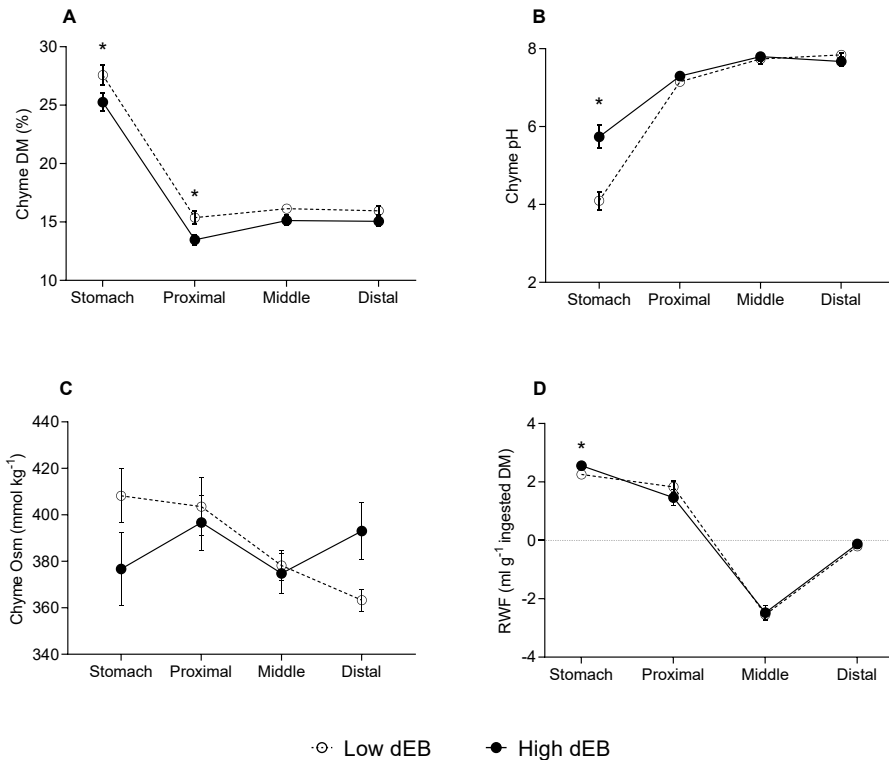 A
Chyme DM (%)
30
25
20
15
10
*
*
Stomach Proximal Middle Distal
B
Chyme pH
8
6
4
2
*
Stomach Proximal Middle Distal
C
Chyme Osm (mmol kg⁻¹)
440
420
400
380
360
340
Stomach Proximal Middle Distal
D
RWF (ml g⁻¹ ingested DM)
4
2
0
-2
-4
*
Stomach Proximal Middle Distal
Low dEB High dEB